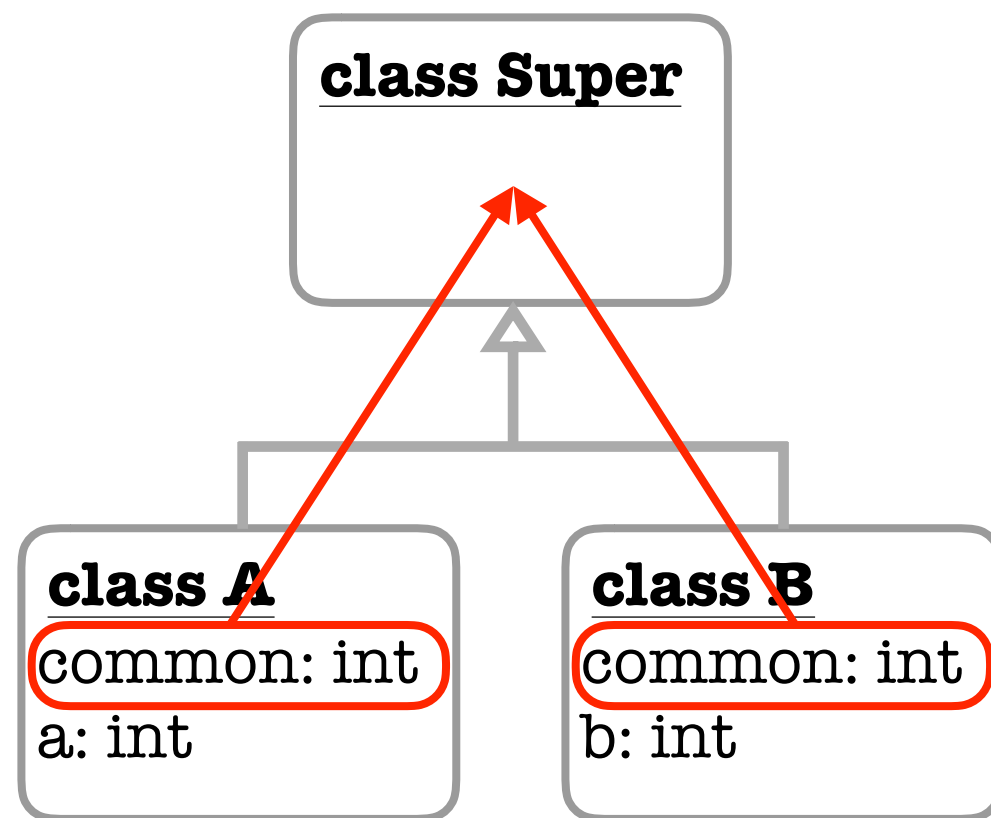 class Super
class A
common: int
a: int
class B
common: int
b: int